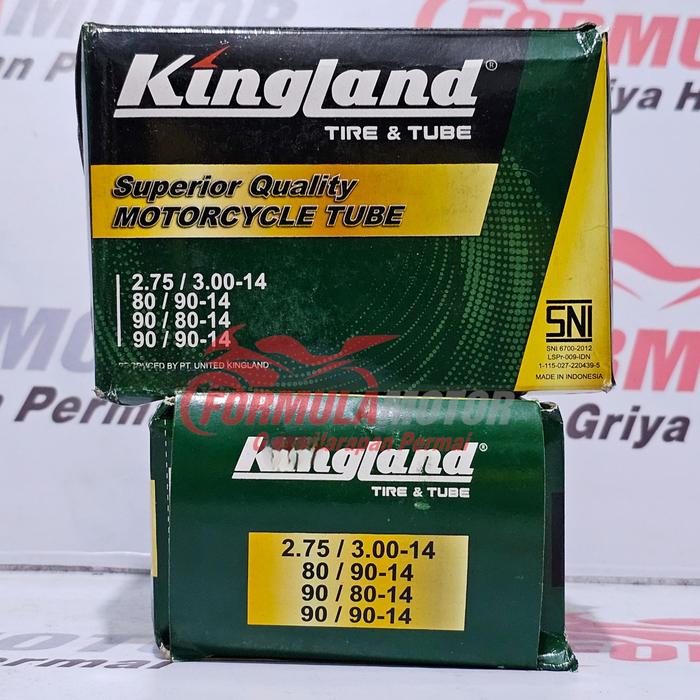 Kingland®
TIRE & TUBE
Superior Quality
MOTORCYCLE TUBE
2.75 / 3.00-14
80 / 90-14
90 / 80-14
90 / 90-14
SNI
SNI 6700-2012
LSPr-009-IDN
1-115-027-220439-5
BY PT. UNITED KINGLAND
MADE IN INDONESIA
FORMULA MOTOR
Permai
Kingland®
TIRE & TUBE
2.75 / 3.00-14
80 / 90-14
90 / 80-14
90 / 90-14